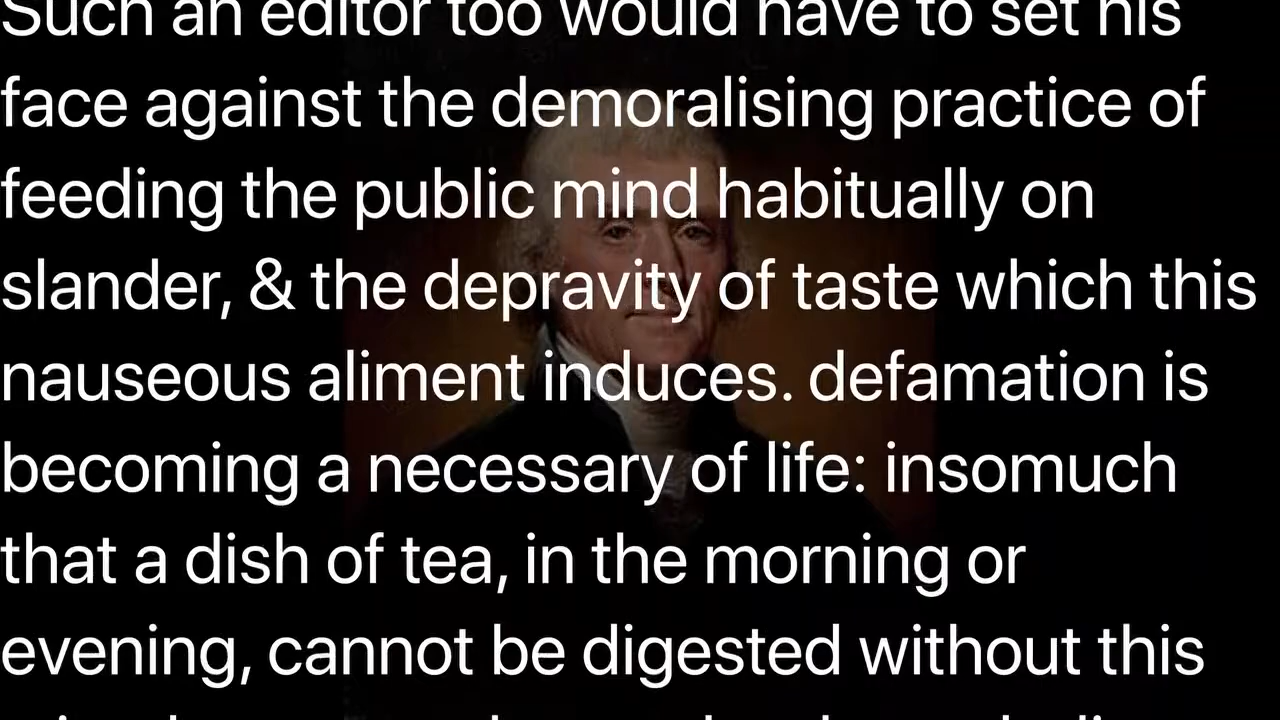 Such an editor too would have to set his
face against the demoralising practice of
feeding the public mind habitually on
slander, & the depravity of taste which this
nauseous aliment induces. defamation is
becoming a necessary of life: insomuch
that a dish of tea, in the morning or
evening, cannot be digested without this